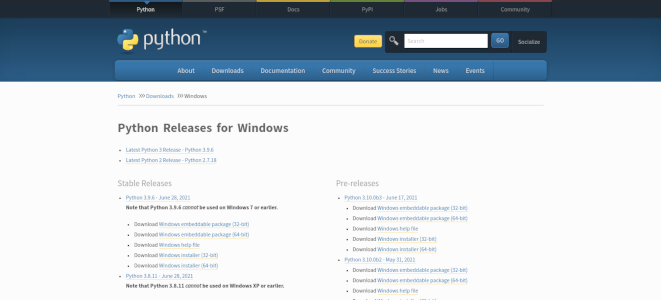 Python PSF Docs PyPI Jobs Community
python™
Donate Search GO Socialize
About Downloads Documentation Community Success Stories News Events
Python >>> Downloads >>> Windows
Python Releases for Windows
Latest Python 3 Release - Python 3.9.6
Latest Python 2 Release - Python 2.7.18
Stable Releases
Python 3.9.6 - June 28, 2021
Note that Python 3.9.6 cannot be used on Windows 7 or earlier.
Download Windows embeddable package (32-bit)
Download Windows embeddable package (64-bit)
Download Windows help file
Download Windows installer (32-bit)
Download Windows installer (64-bit)
Python 3.8.11 - June 28, 2021
Note that Python 3.8.11 cannot be used on Windows XP or earlier.
Pre-releases
Python 3.10.0b3 - June 17, 2021
Download Windows embeddable package (32-bit)
Download Windows embeddable package (64-bit)
Download Windows help file
Download Windows installer (32-bit)
Download Windows installer (64-bit)
Python 3.10.0b2 - May 31, 2021
Download Windows embeddable package (32-bit)
Download Windows embeddable package (64-bit)
Download Windows help file